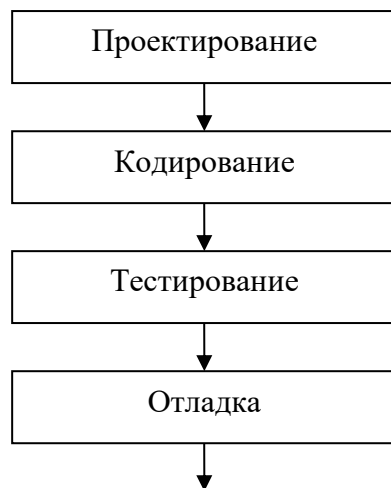 Проектирование
Кодирование
Тестирование
Отладка